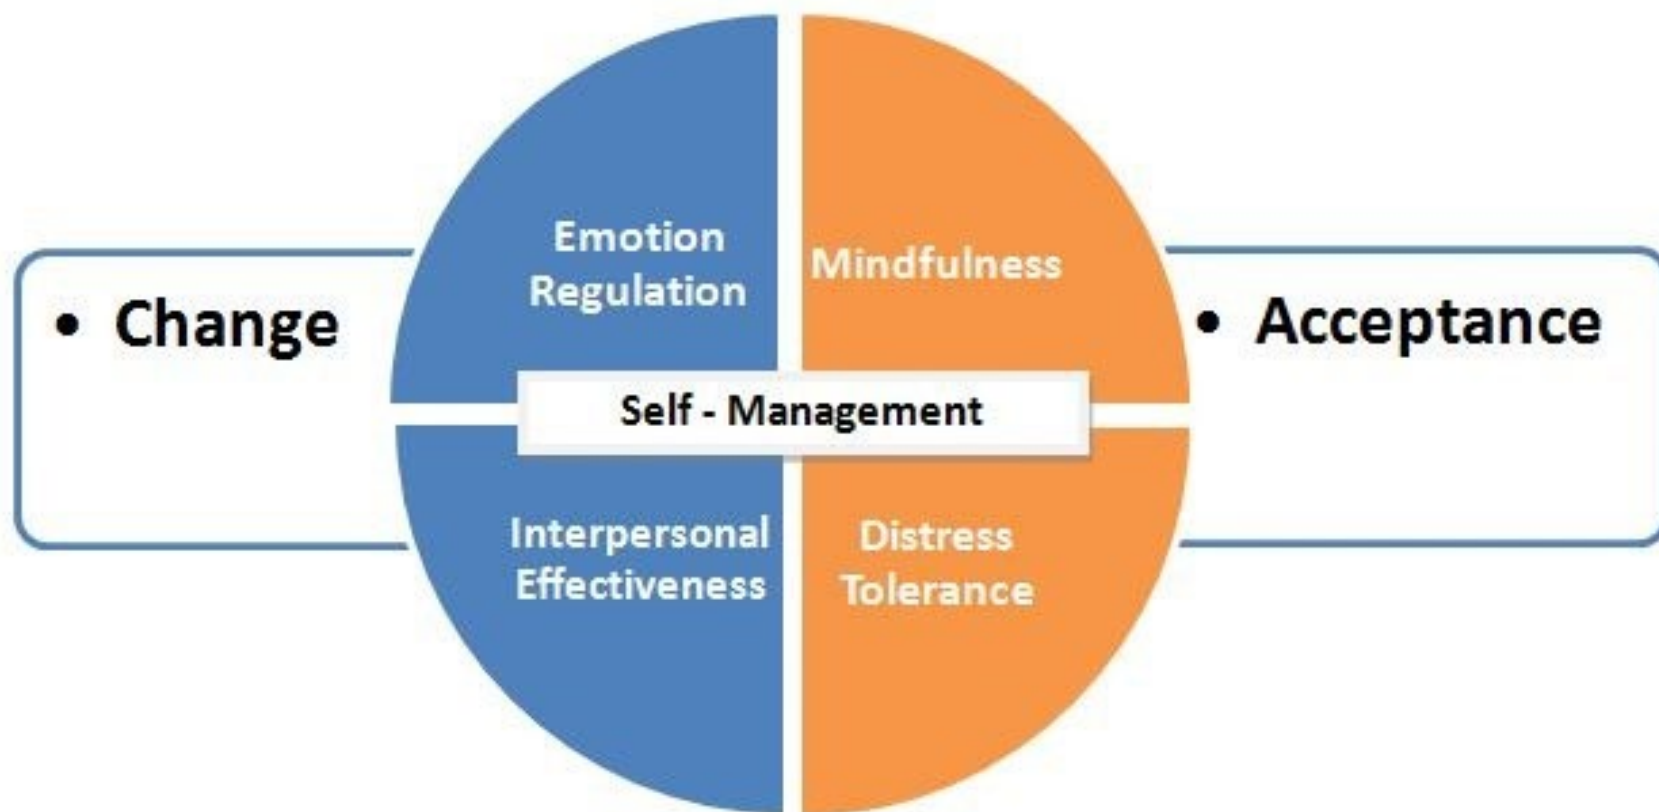 • Change
Emotion
Regulation
Mindfulness
• Acceptance
Self - Management
Interpersonal
Effectiveness
Distress
Tolerance